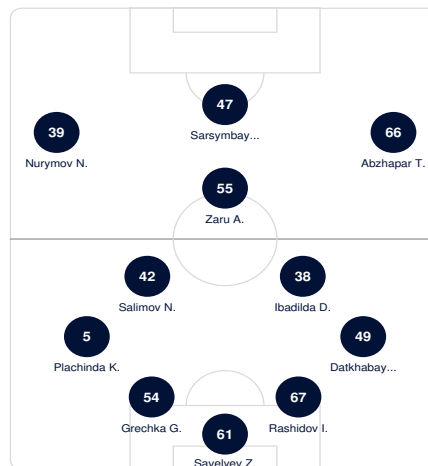 47
Sarsymbay...
39
Nurymov N.
66
Abzhapar T.
55
Zaru A.
42
Salimov N.
38
Ibadilda D.
5
Plachinda K.
49
Datkhabay...
54
Grechka G.
67
Rashidov I.
61
Savelyev Z.